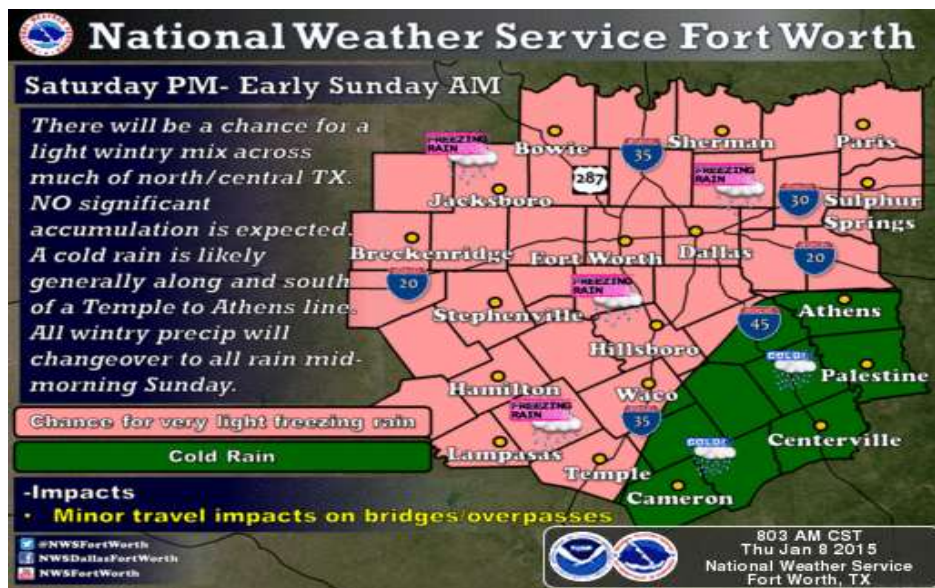 National Weather Service Fort Worth
Saturday PM- Early Sunday AM
There will be a chance for a
light wintry mix across
much of north/central TX.
NO significant
accumulation is expected.
A cold rain is likely
generally along and south
of a Temple to Athens line.
All wintry precip will
changeover to all rain mid-
morning Sunday.
Chance for very light freezing rain
Cold Rain
-Impacts
• Minor travel impacts on bridges/overpasses
@NWSFortWorth
NWSDallasFortWorth
NWSFortWorth
FREEZING
RAIN
Bowie
35
Sherman
Paris
287
FREEZING
RAIN
Jacksboro
30
Sulphur
Springs
Breckenridge
Fort Worth
Dallas
20
20
FREEZING
RAIN
Stephenville
Athens
45
Hillsboro
COLD!
Palestine
Hamilton
Waco
FREEZING
RAIN
35
COLD!
Centerville
Lampasas
Temple
Cameron
803 AM CST
Thu Jan 8 2015
National Weather Service
Fort Worth, TX